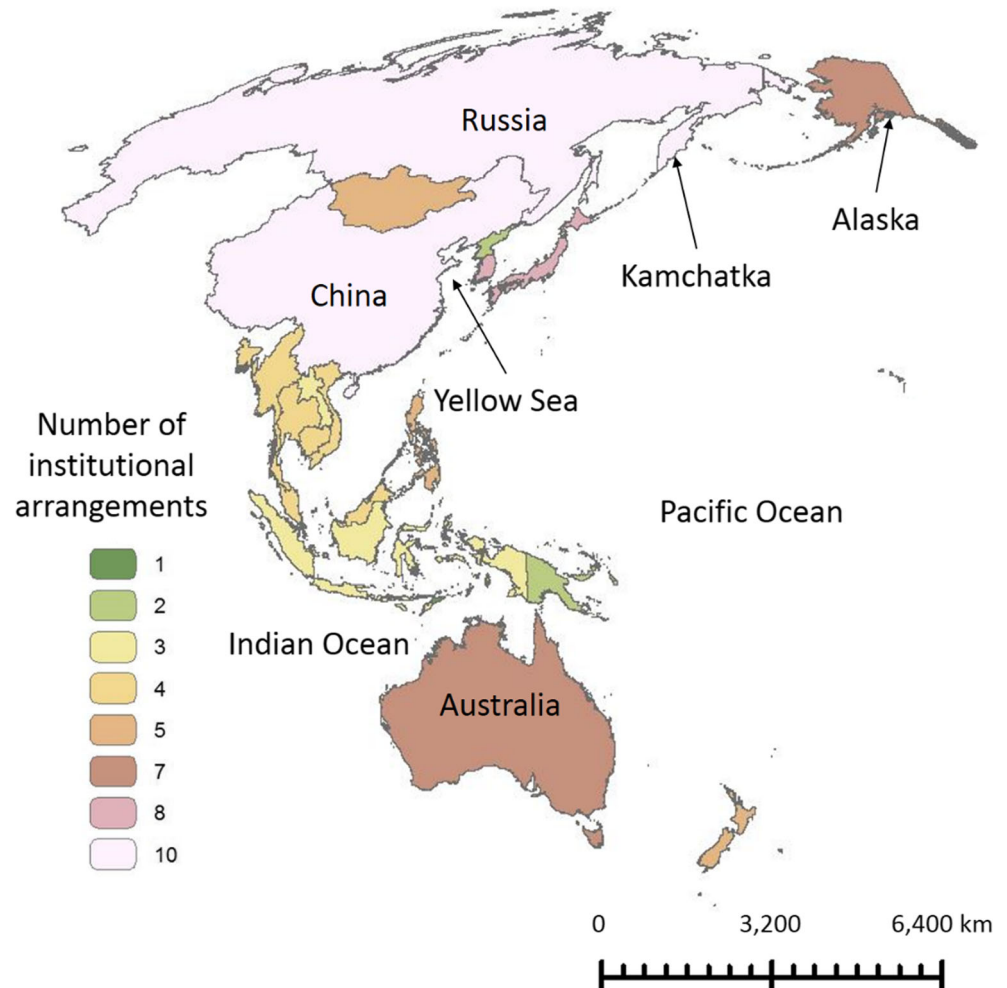 Russia
Alaska
Kamchatka
China
Yellow Sea
Number of
institutional
arrangements
1
2
3
4
5
7
8
10
Pacific Ocean
Indian Ocean
Australia
0 3,200 6,400 km